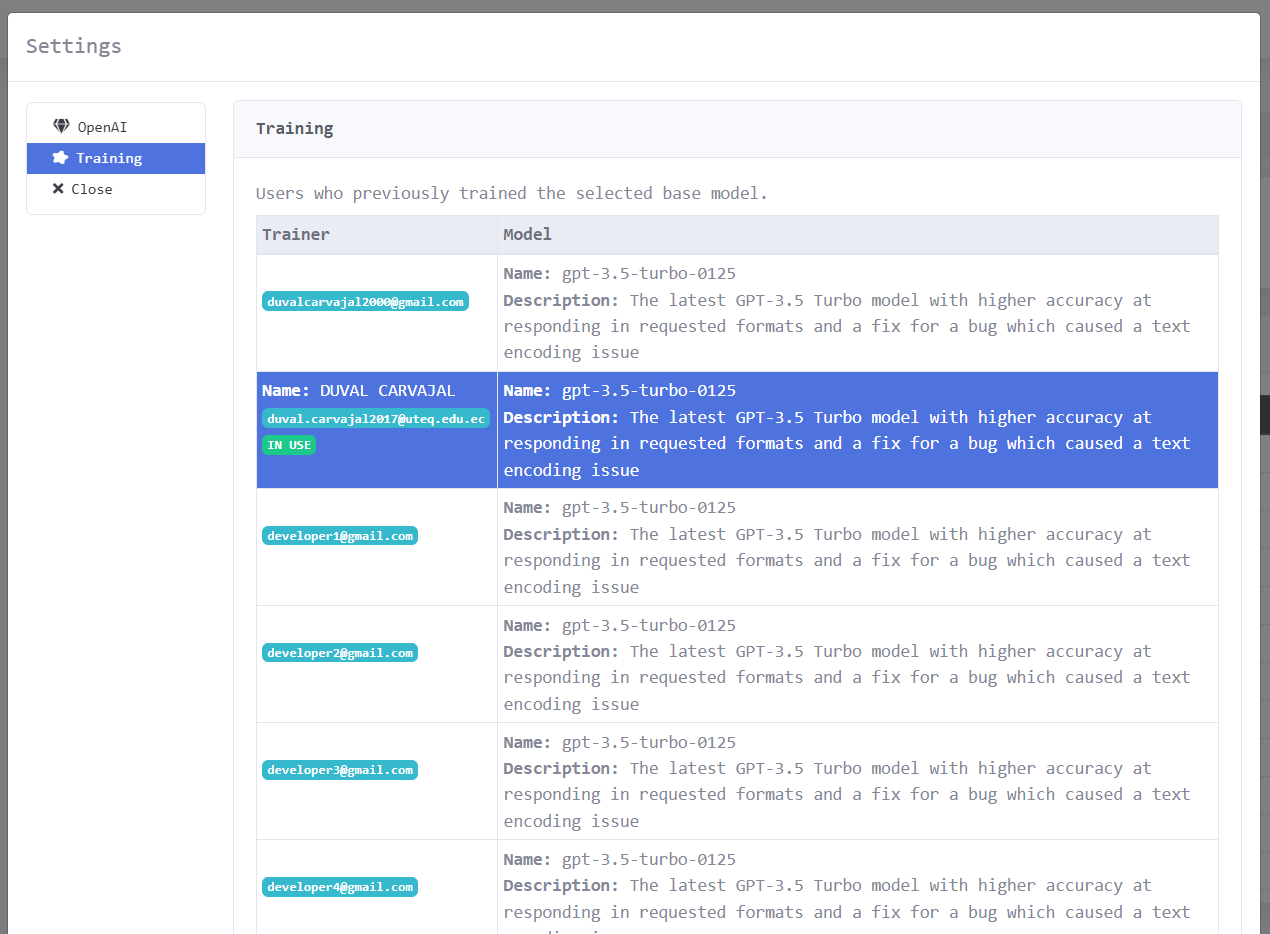 Settings
OpenAI
Training
Close
Training
Users who previously trained the selected base model.
Trainer Model
duvalcarvajal2000@gmail.com
Name: gpt-3.5-turbo-0125
Description: The latest GPT-3.5 Turbo model with higher accuracy at
responding in requested formats and a fix for a bug which caused a text
encoding issue
Name: DUVAL CARVAJAL
duval.carvajal2017@uteq.edu.ec
IN USE
Name: gpt-3.5-turbo-0125
Description: The latest GPT-3.5 Turbo model with higher accuracy at
responding in requested formats and a fix for a bug which caused a text
encoding issue
developer1@gmail.com
Name: gpt-3.5-turbo-0125
Description: The latest GPT-3.5 Turbo model with higher accuracy at
responding in requested formats and a fix for a bug which caused a text
encoding issue
developer2@gmail.com
Name: gpt-3.5-turbo-0125
Description: The latest GPT-3.5 Turbo model with higher accuracy at
responding in requested formats and a fix for a bug which caused a text
encoding issue
developer3@gmail.com
Name: gpt-3.5-turbo-0125
Description: The latest GPT-3.5 Turbo model with higher accuracy at
responding in requested formats and a fix for a bug which caused a text
encoding issue
developer4@gmail.com
Name: gpt-3.5-turbo-0125
Description: The latest GPT-3.5 Turbo model with higher accuracy at
responding in requested formats and a fix for a bug which caused a text